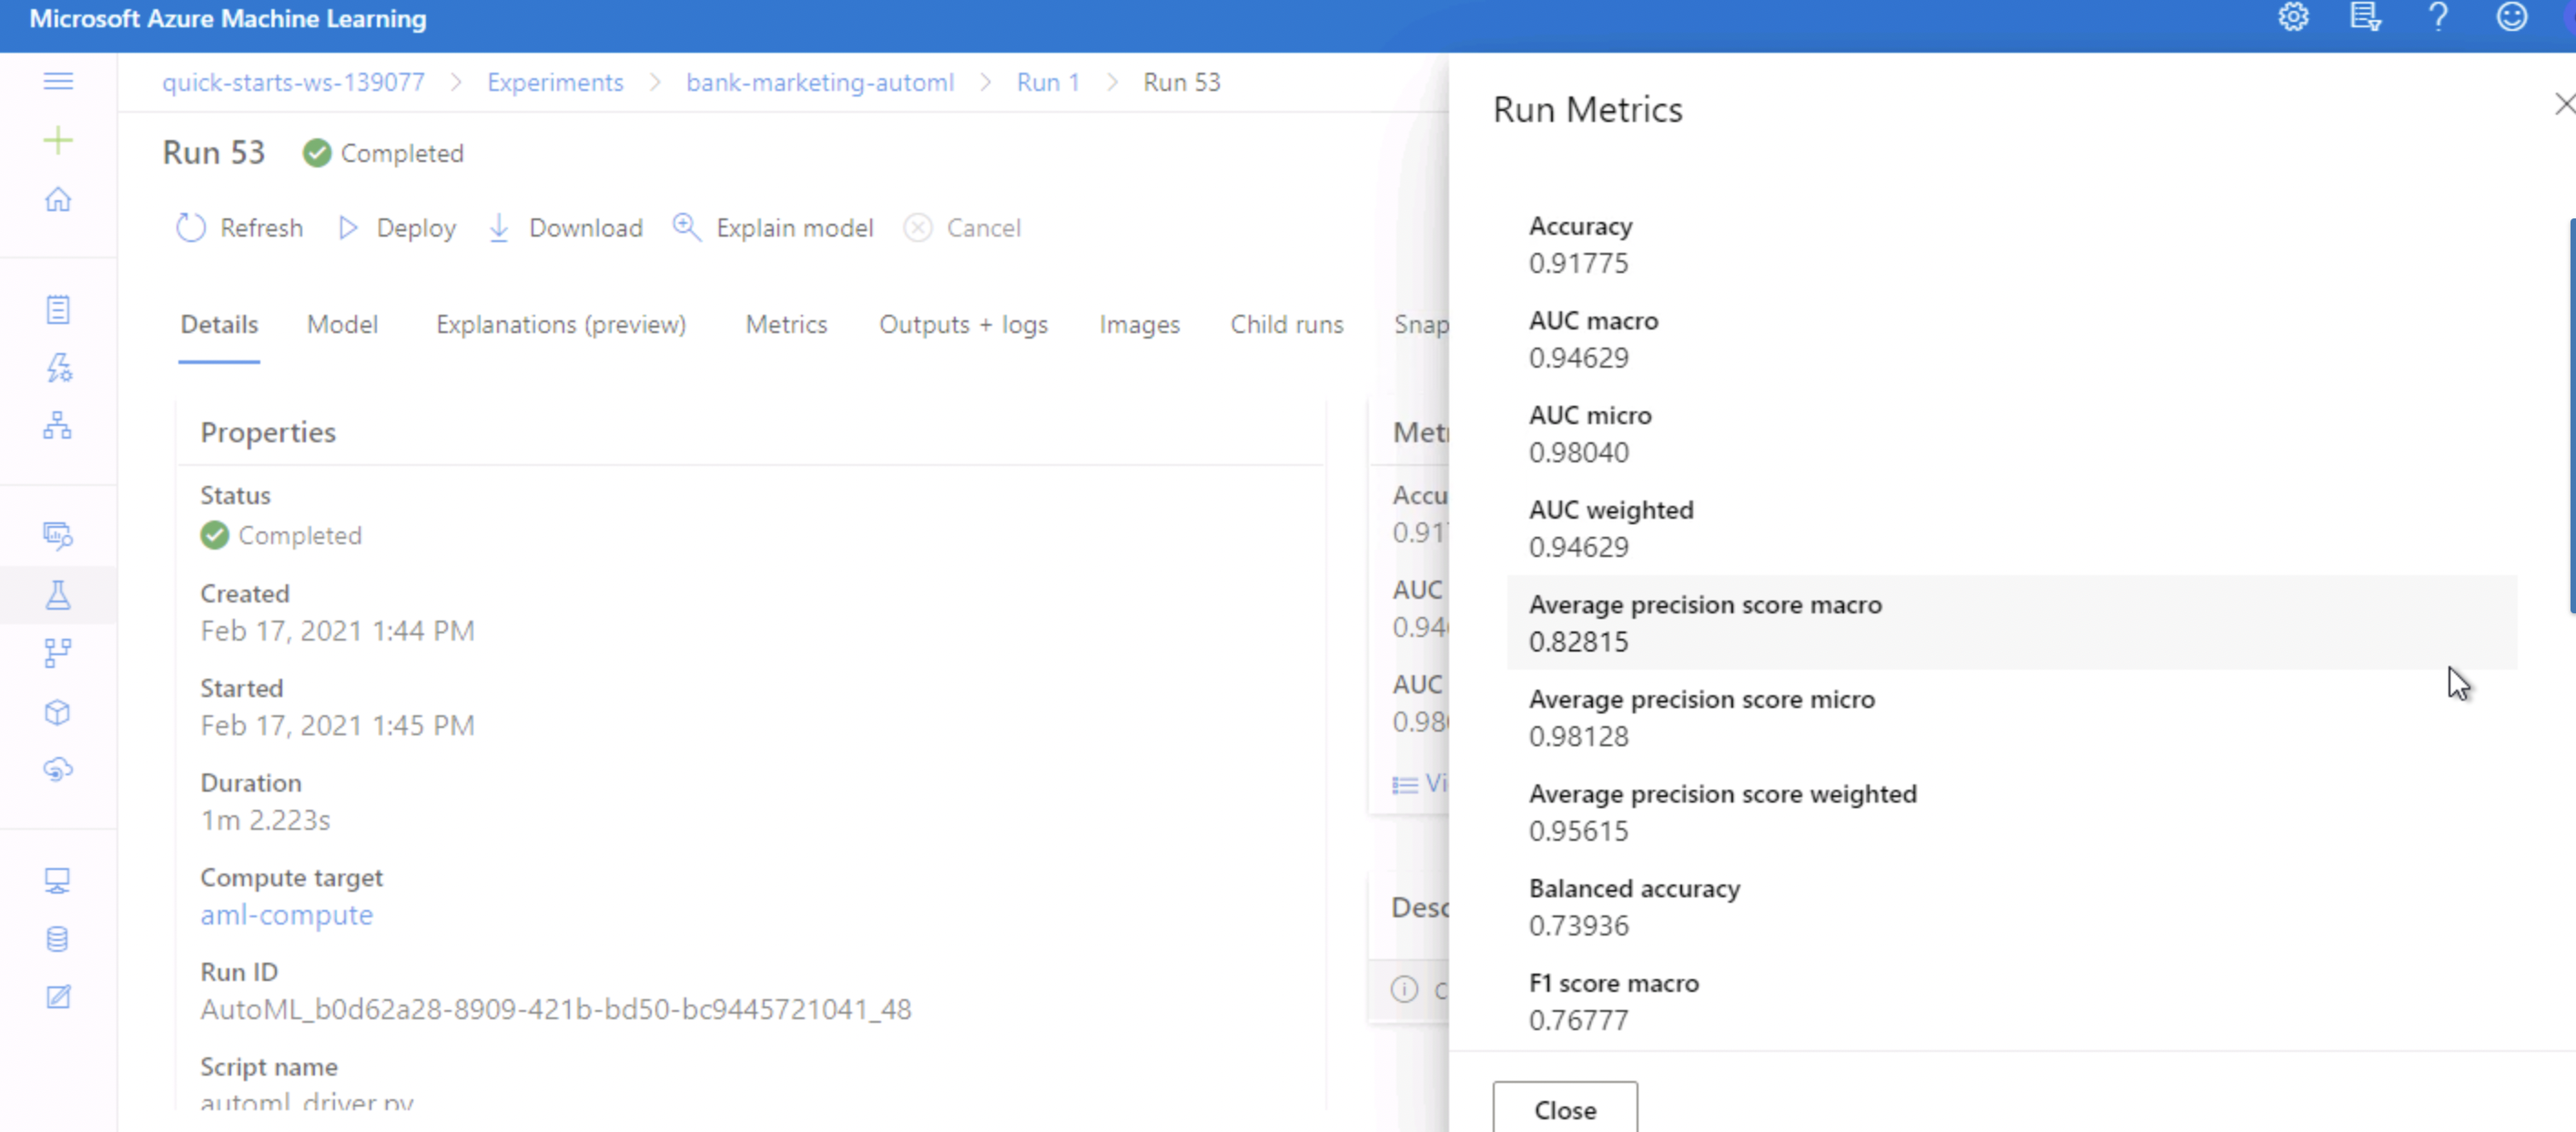 Microsoft Azure Machine Learning
quick-starts-ws-139077 > Experiments > bank-marketing-automl > Run 1 > Run 53
Run 53 Completed
Refresh Deploy Download Explain model Cancel
Details Model Explanations (preview) Metrics Outputs + logs Images Child runs Snap
Properties
Status
Completed
Created
Feb 17, 2021 1:44 PM
Started
Feb 17, 2021 1:45 PM
Duration
1m 2.223s
Compute target
aml-compute
Run ID
AutoML_b0d62a28-8909-421b-bd50-bc9445721041_48
Script name
automl_driver.py
Met
Accu
0.91
AUC
0.94
AUC
0.98
Vi
Desc
Run Metrics
Accuracy
0.91775
AUC macro
0.94629
AUC micro
0.98040
AUC weighted
0.94629
Average precision score macro
0.82815
Average precision score micro
0.98128
Average precision score weighted
0.95615
Balanced accuracy
0.73936
F1 score macro
0.76777
Close